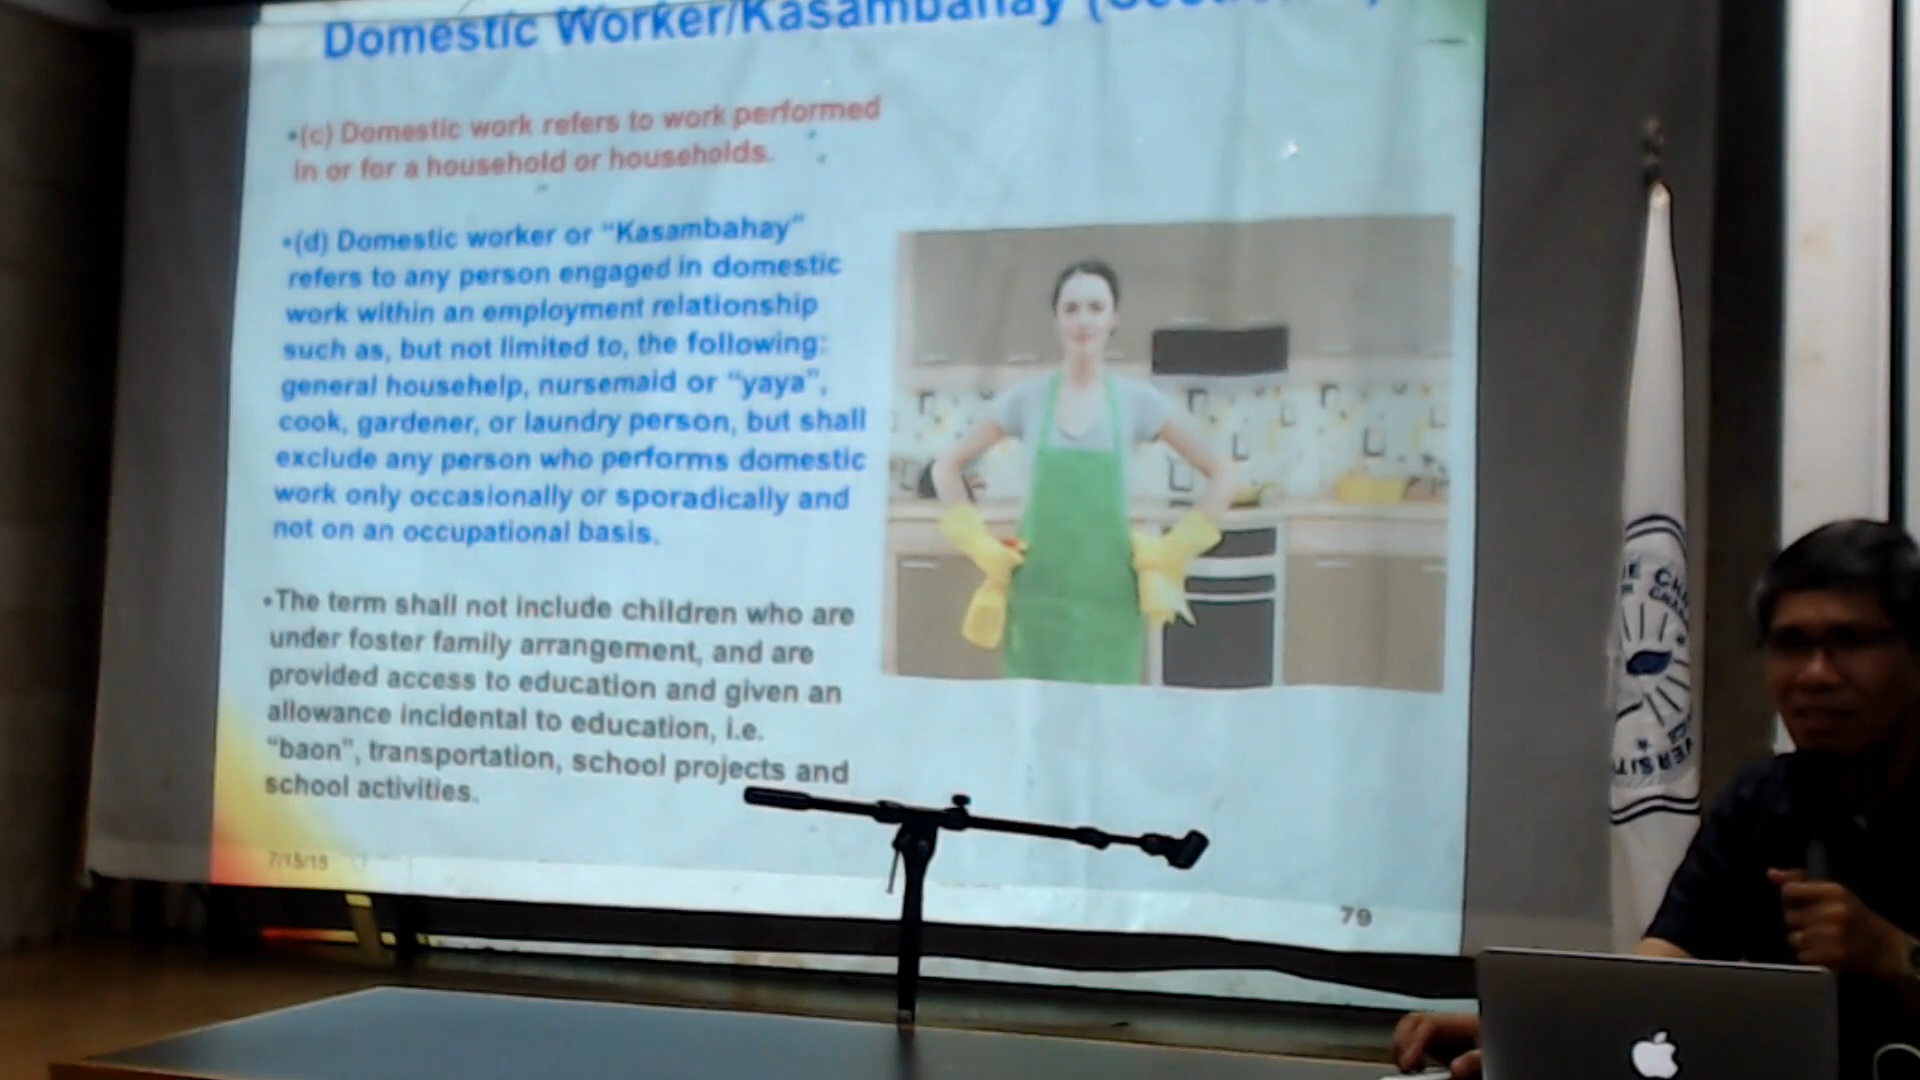 Domestic Worker/Kasambahay
•(c) Domestic work refers to work performed
in or for a household or households.
•(d) Domestic worker or “Kasambahay”
refers to any person engaged in domestic
work within an employment relationship
such as, but not limited to, the following:
general househelp, nursemaid or “yaya”,
cook, gardener, or laundry person, but shall
exclude any person who performs domestic
work only occasionally or sporadically and
not on an occupational basis.
•The term shall not include children who are
under foster family arrangement, and are
provided access to education and given an
allowance incidental to education, i.e.
“baon”, transportation, school projects and
school activities.
7/15/15
79